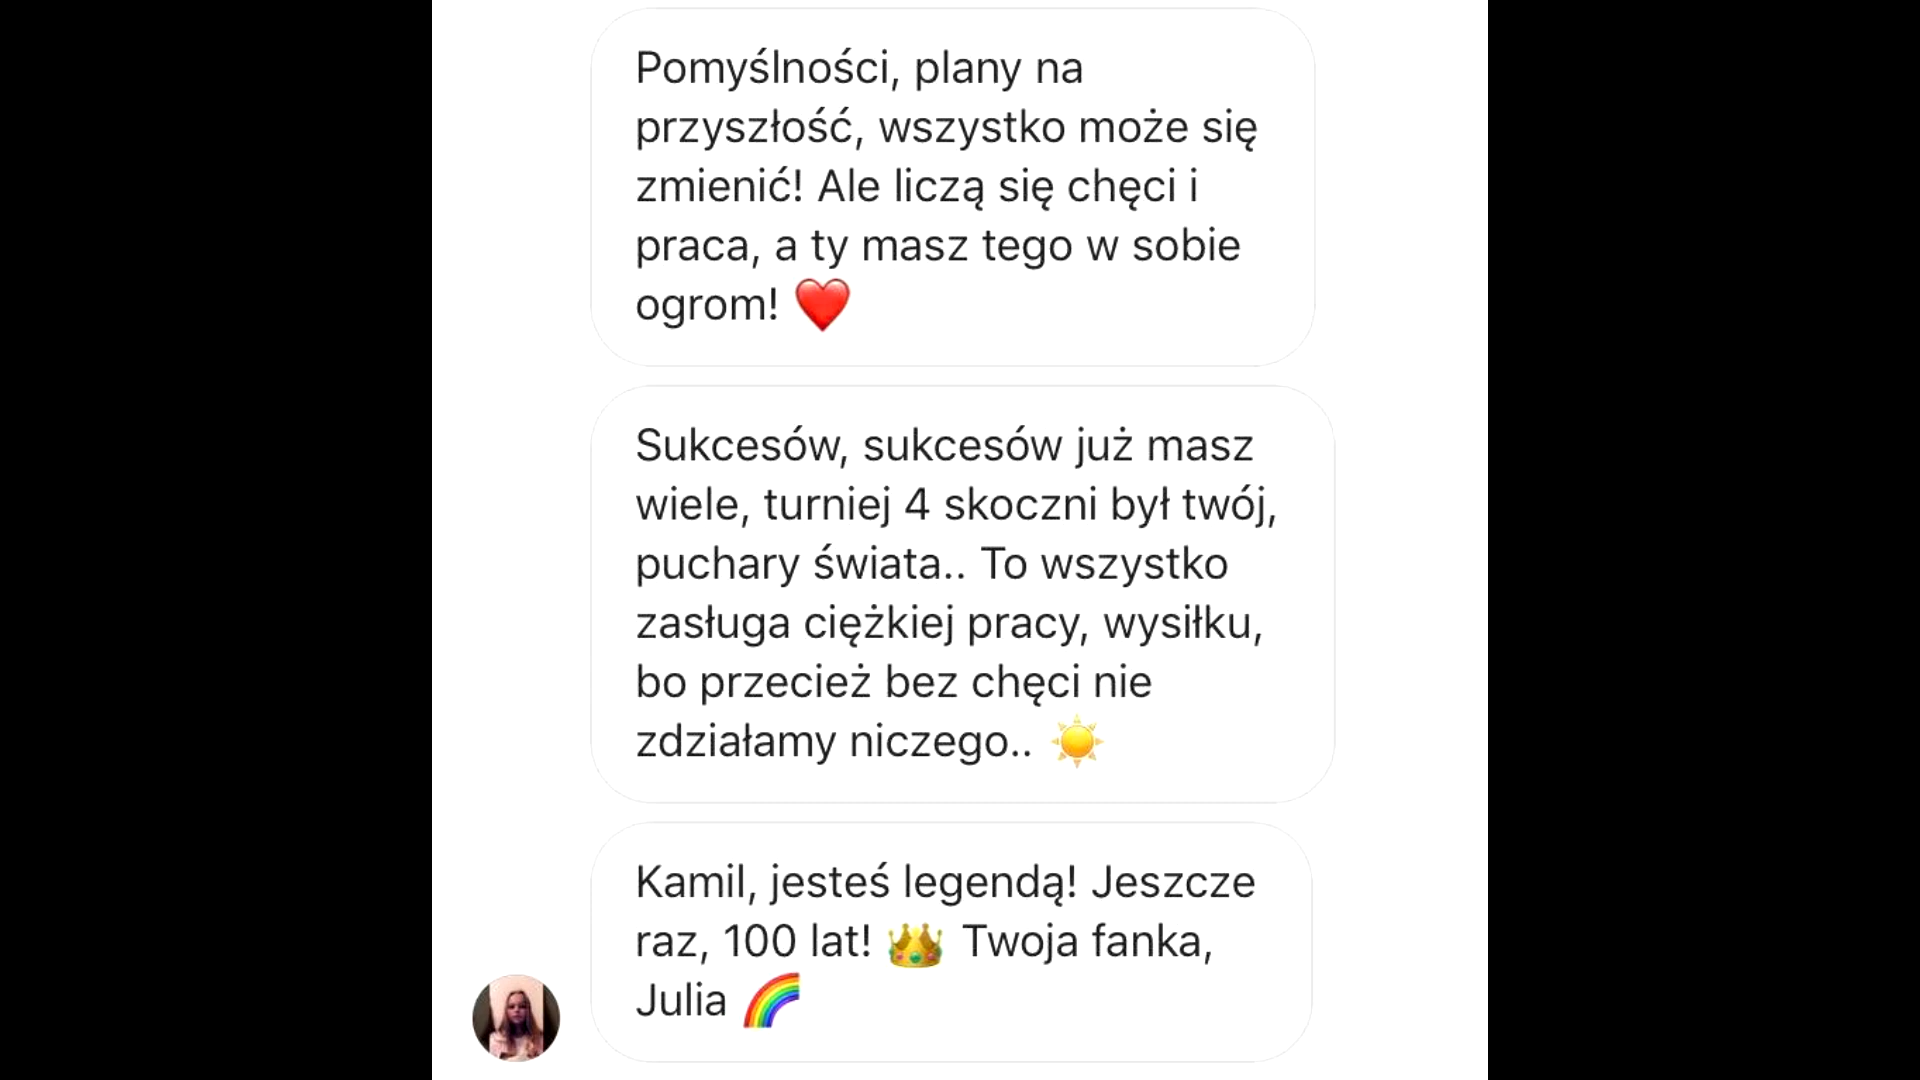 Pomyślności, plany na
przyszłość, wszystko może się
zmienić! Ale liczą się chęci i
praca, a ty masz tego w sobie
ogrom! ❤️
Sukcesów, sukcesów już masz
wiele, turniej 4 skoczni był twój,
puchary świata.. To wszystko
zasługa ciężkiej pracy, wysiłku,
bo przecież bez chęci nie
zdziałamy niczego.. ☀️
Kamil, jesteś legendą! Jeszcze
raz, 100 lat! 👑 Twoja fanka,
Julia 🌈